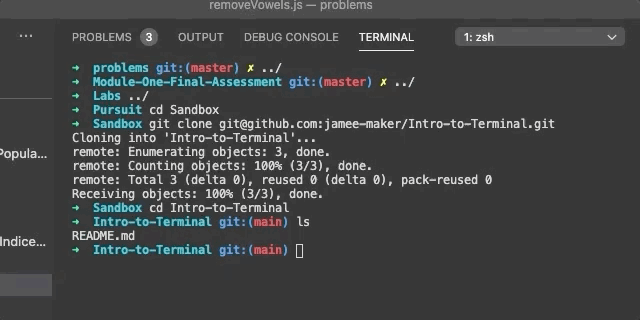 removeVowels.js — problems
... PROBLEMS 3 OUTPUT DEBUG CONSOLE TERMINAL 1: zsh
➜ problems git:(master) ✗ ../
➜ Module-One-Final-Assessment git:(master) ✗ ../
➜ Labs ../
➜ Pursuit cd Sandbox
➜ Sandbox git clone git@github.com:jamee-maker/Intro-to-Terminal.git
Cloning into 'Intro-to-Terminal'...
remote: Enumerating objects: 3, done.
remote: Counting objects: 100% (3/3), done.
Popula...
remote: Total 3 (delta 0), reused 0 (delta 0), pack-reused 0
Receiving objects: 100% (3/3), done.
➜ Sandbox cd Intro-to-Terminal
➜ Intro-to-Terminal git:(main) ls
README.md
Indice...
➜ Intro-to-Terminal git:(main)